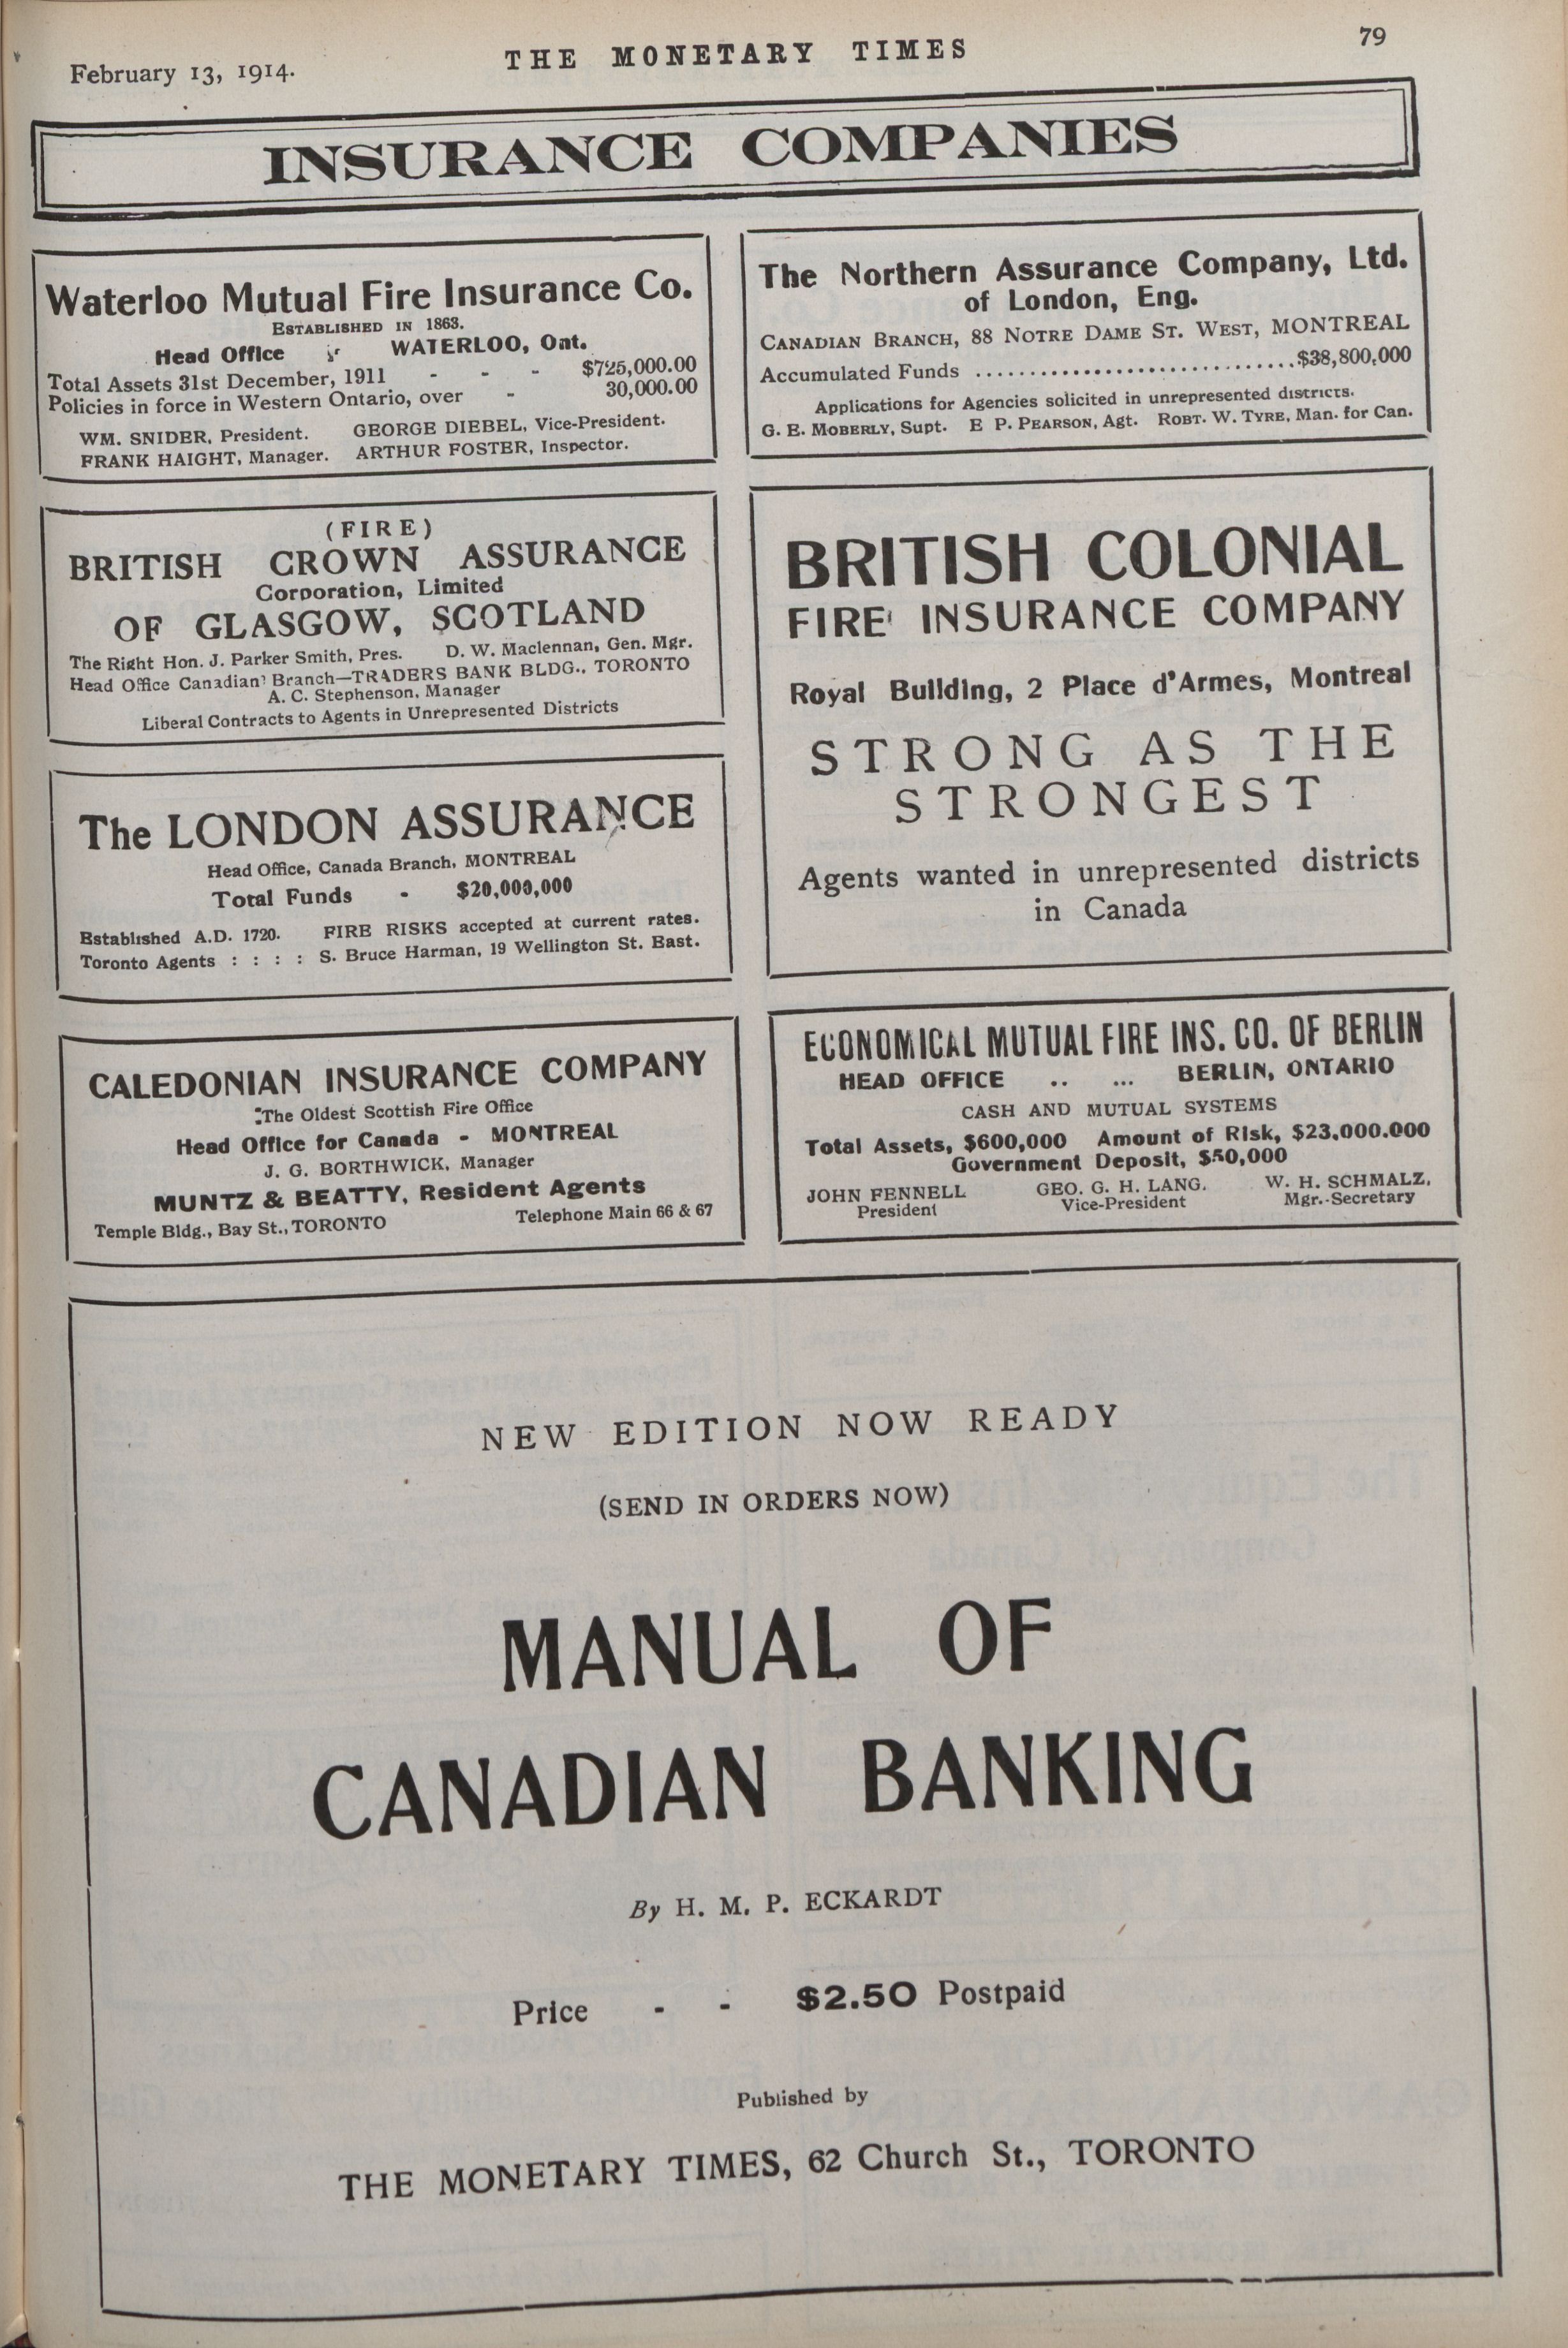 February 13, 1914.
THE MONETARY TIMES
79
INSURANCE COMPANIES
Waterloo Mutual Fire Insurance Co.
ESTABLISHED IN 1863.
Head Office WATERLOO, Ont.
Total Assets 31st December, 1911 - - - $725,000.00
Policies in force in Western Ontario, over - 30,000.00
WM. SNIDER, President. GEORGE DIEBEL, Vice-President.
FRANK HAIGHT, Manager. ARTHUR FOSTER, Inspector.
(FIRE)
BRITISH CROWN ASSURANCE
Corporation, Limited
OF GLASGOW, SCOTLAND
The Right Hon. J. Parker Smith, Pres. D. W. Maclennan, Gen. Mgr.
Head Office Canadian Branch—TRADERS BANK BLDG., TORONTO
A. C. Stephenson, Manager
Liberal Contracts to Agents in Unrepresented Districts
The LONDON ASSURANCE
Head Office, Canada Branch, MONTREAL
Total Funds - $20,000,000
Established A.D. 1720. FIRE RISKS accepted at current rates.
Toronto Agents : : : : S. Bruce Harman, 19 Wellington St. East.
CALEDONIAN INSURANCE COMPANY
The Oldest Scottish Fire Office
Head Office for Canada - MONTREAL
J. G. BORTHWICK, Manager
MUNTZ & BEATTY, Resident Agents
Temple Bldg., Bay St., TORONTO Telephone Main 66 & 67
The Northern Assurance Company, Ltd.
of London, Eng.
CANADIAN BRANCH, 88 NOTRE DAME ST. WEST, MONTREAL
Accumulated Funds ..............................$38,800,000
Applications for Agencies solicited in unrepresented districts.
G. E. MOBERLY, Supt. E P. PEARSON, Agt. ROBT. W. TYRE, Man. for Can.
BRITISH COLONIAL
FIRE INSURANCE COMPANY
Royal Building, 2 Place d'Armes, Montreal
STRONG AS THE
STRONGEST
Agents wanted in unrepresented districts
in Canada
ECONOMICAL MUTUAL FIRE INS. CO. OF BERLIN
HEAD OFFICE .. ... BERLIN, ONTARIO
CASH AND MUTUAL SYSTEMS
Total Assets, $600,000 Amount of Risk, $23,000.000
Government Deposit, $50,000
JOHN FENNELL GEO. G. H. LANG. W. H. SCHMALZ,
President Vice-President Mgr.-Secretary
NEW EDITION NOW READY
(SEND IN ORDERS NOW)
MANUAL OF
CANADIAN BANKING
By H. M. P. ECKARDT
Price - - $2.50 Postpaid
Published by
THE MONETARY TIMES, 62 Church St., TORONTO